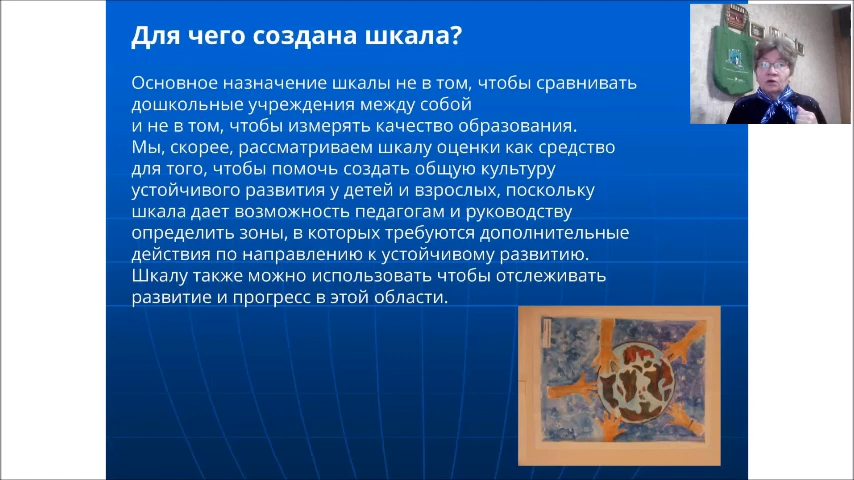 Для чего создана шкала?
Основное назначение шкалы не в том, чтобы сравнивать
дошкольные учреждения между собой
и не в том, чтобы измерять качество образования.
Мы, скорее, рассматриваем шкалу оценки как средство
для того, чтобы помочь создать общую культуру
устойчивого развития у детей и взрослых, поскольку
шкала дает возможность педагогам и руководству
определить зоны, в которых требуются дополнительные
действия по направлению к устойчивому развитию.
Шкалу также можно использовать чтобы отслеживать
развитие и прогресс в этой области.